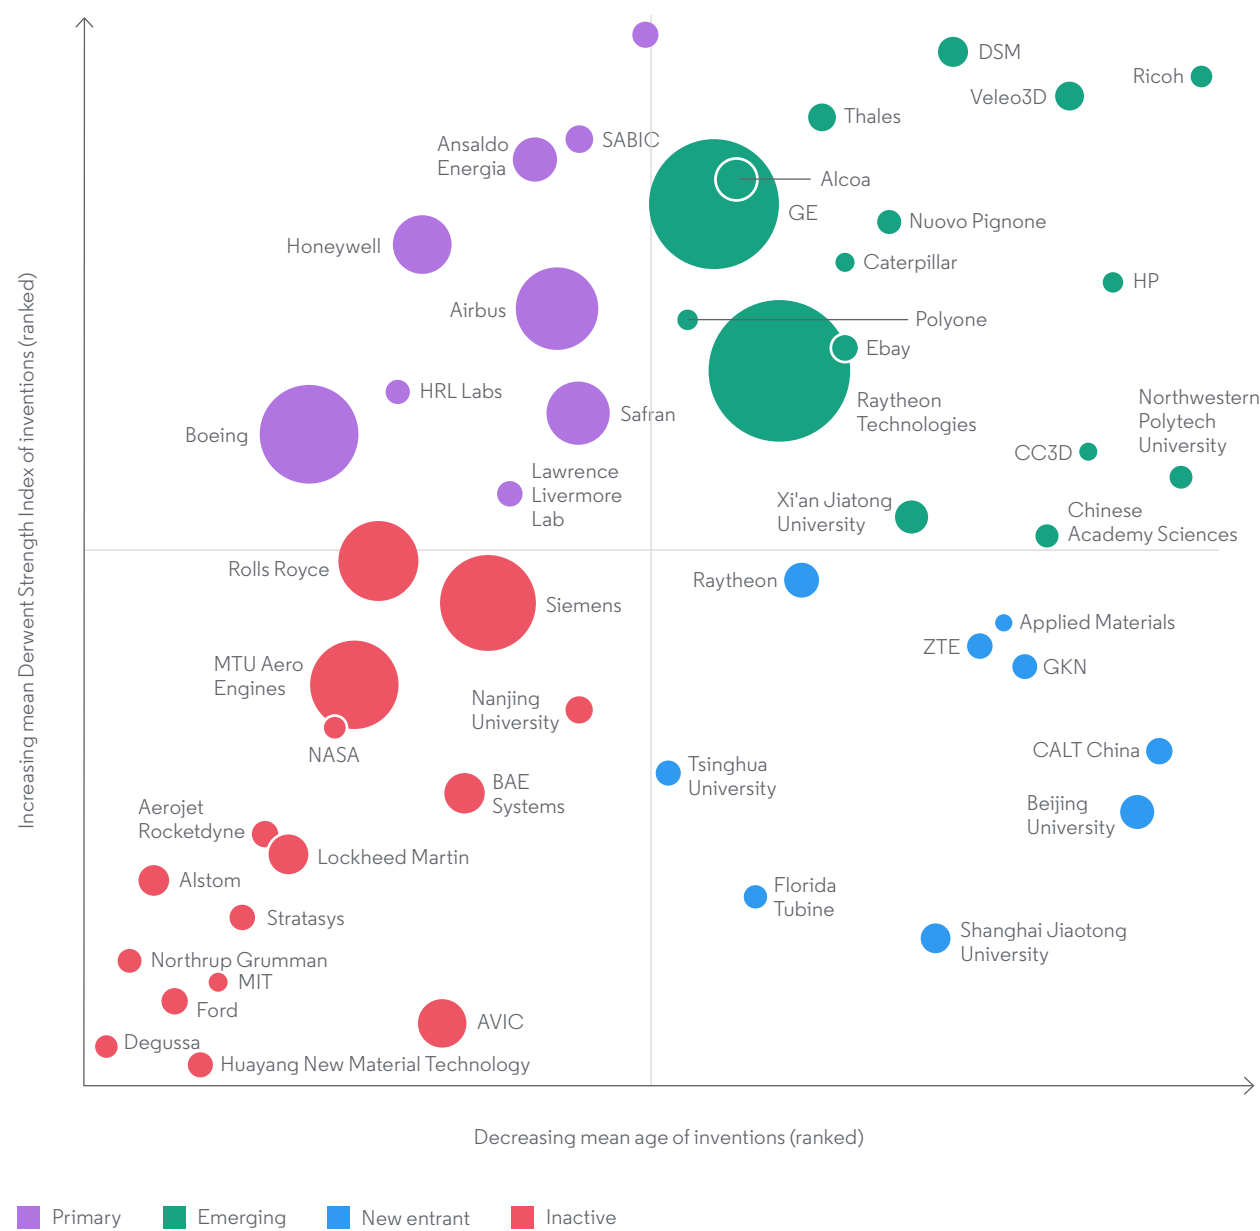 DSM
Ricoh
Veleo3D
Thales
SABIC
Ansaldo
Energia
Alcoa
GE
Nuovo Pignone
Honeywell
Caterpillar
HP
Airbus
Polyone
Ebay
HRL Labs
Raytheon
Technologies
Northwestern
Polytech
University
Safran
Boeing
CC3D
Lawrence
Livermore
Lab
Xi'an Jiatong
University
Chinese
Academy Sciences
Increasing mean Derwent Strength Index of inventions (ranked)
Rolls Royce
Siemens
Raytheon
Applied Materials
ZTE
GKN
MTU Aero
Engines
Nanjing
University
NASA
CALT China
Tsinghua
University
BAE
Systems
Beijing
University
Aerojet
Rocketdyne
Lockheed Martin
Alstom
Florida
Tubine
Stratasys
Shanghai Jiaotong
University
Northrup Grumman
MIT
Ford
AVIC
Degussa
Huayang New Material Technology
Decreasing mean age of inventions (ranked)
Primary
Emerging
New entrant
Inactive